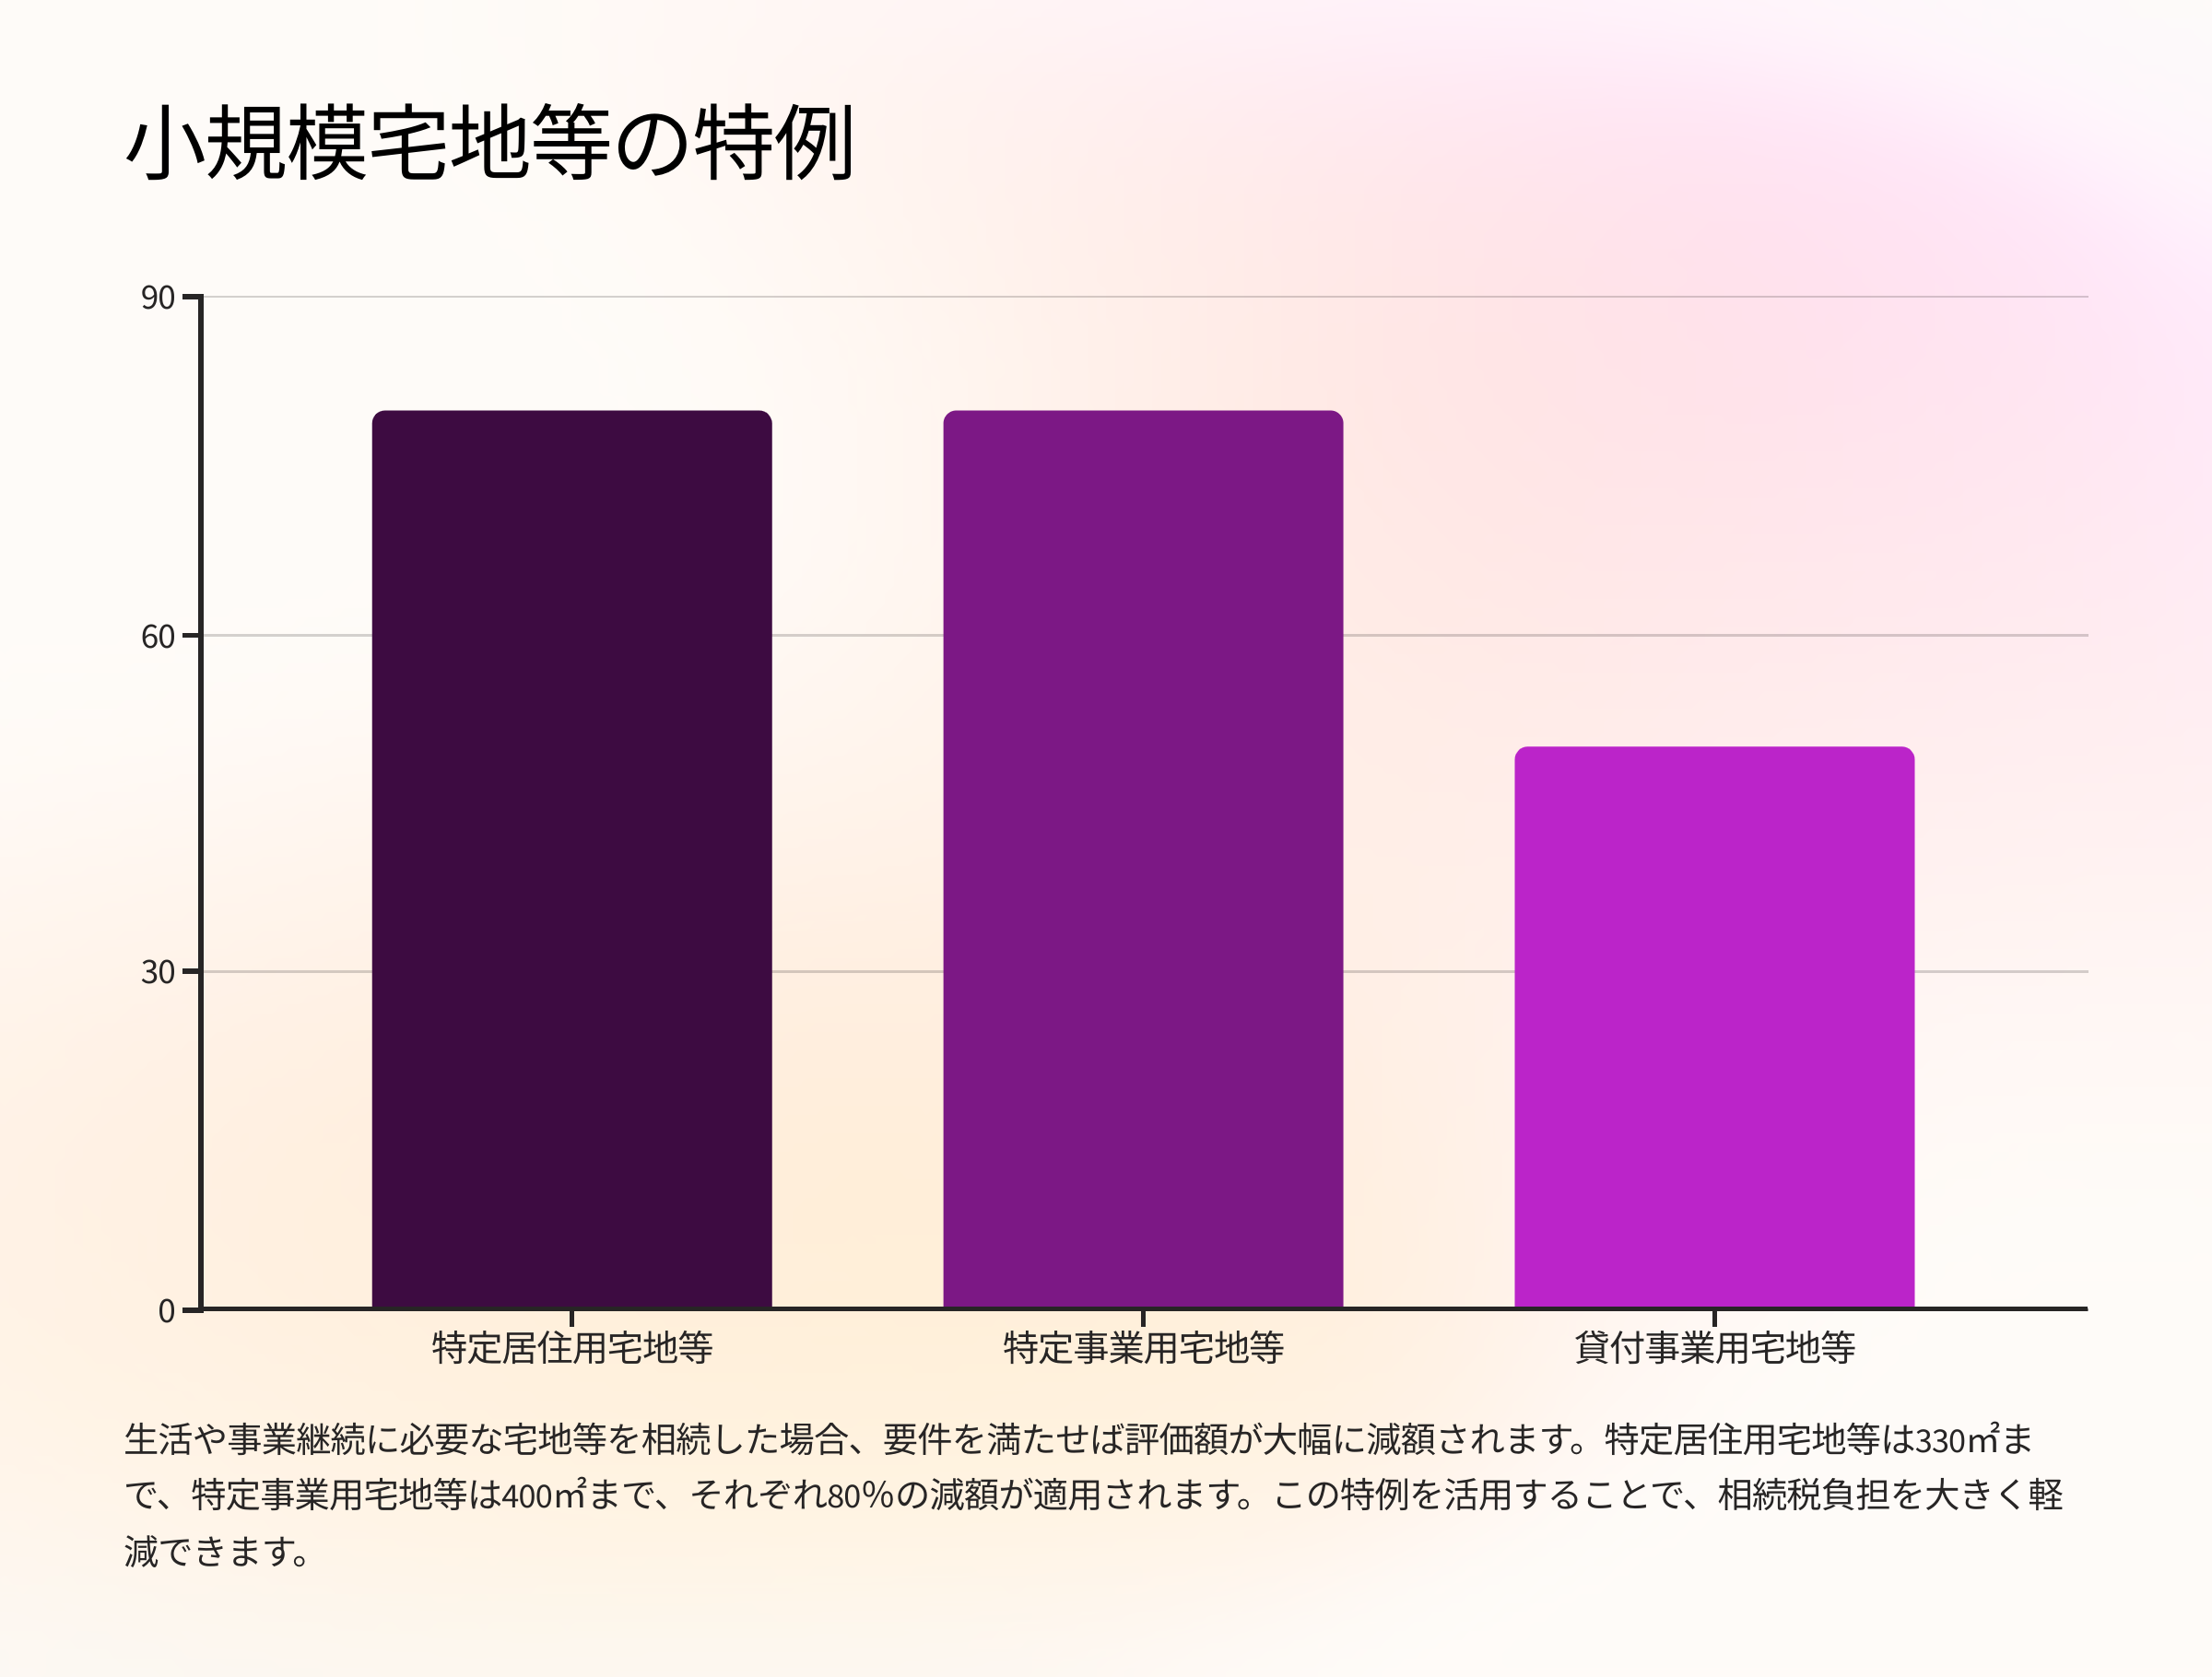 小規模宅地等の特例
90
60
30
0
特定居住用宅地等
特定事業用宅地等
貸付事業用宅地等
生活や事業継続に必要な宅地等を相続した場合、要件を満たせば評価額が大幅に減額されます。特定居住用宅地等は330㎡ま
で、特定事業用宅地等は400㎡まで、それぞれ80％の減額が適用されます。この特例を活用することで、相続税負担を大きく軽
減できます。